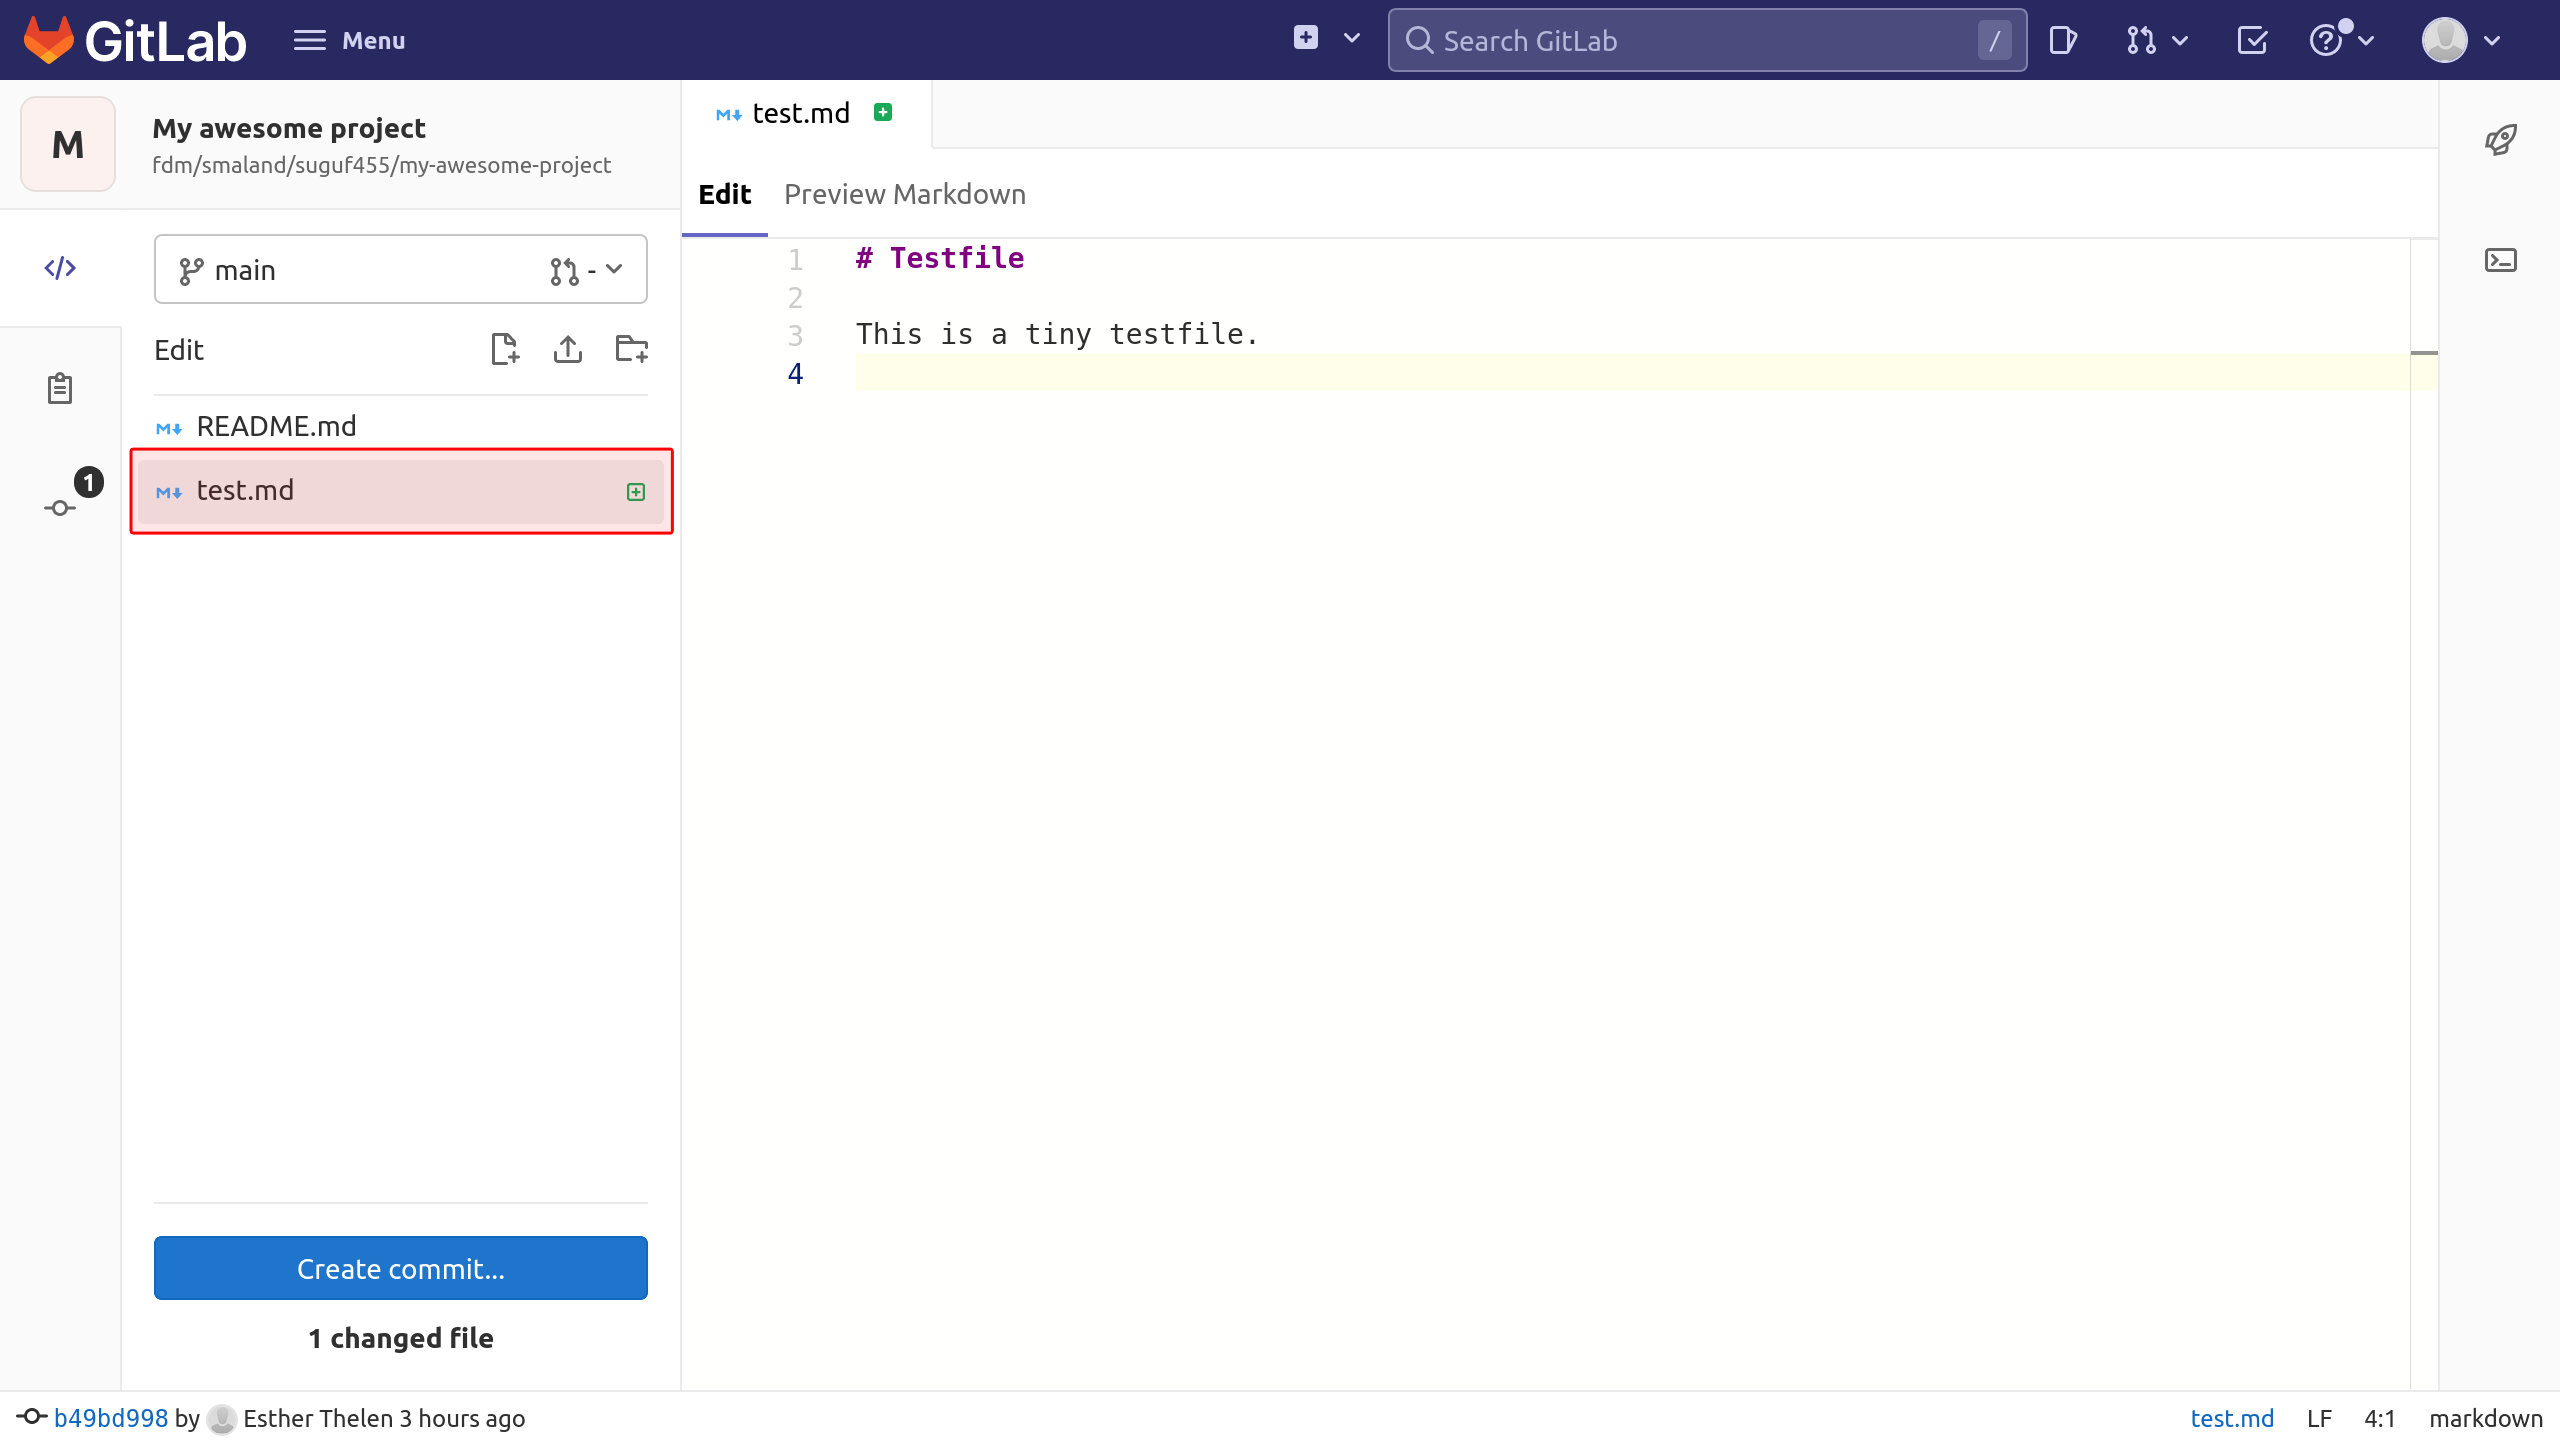 GitLab
Menu
Search GitLab
/
M
My awesome project
fdm/smaland/suguf455/my-awesome-project
main
-
Edit
README.md
test.md
1
Create commit...
1 changed file
test.md
Edit
Preview Markdown
1 # Testfile
2
3 This is a tiny testfile.
4
b49bd998 by Esther Thelen 3 hours ago
test.md LF 4:1 markdown